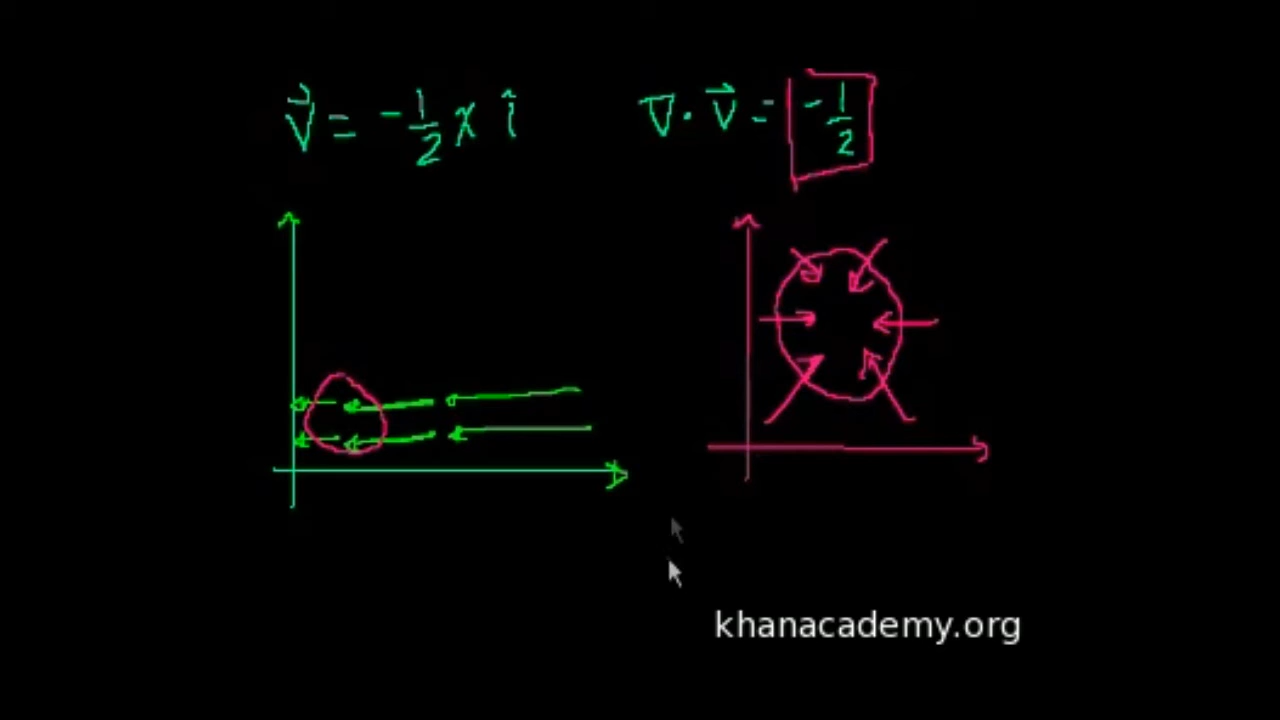 v⃗ = -1/2 x î
∇ · v⃗ = -1/2
khanacademy.org